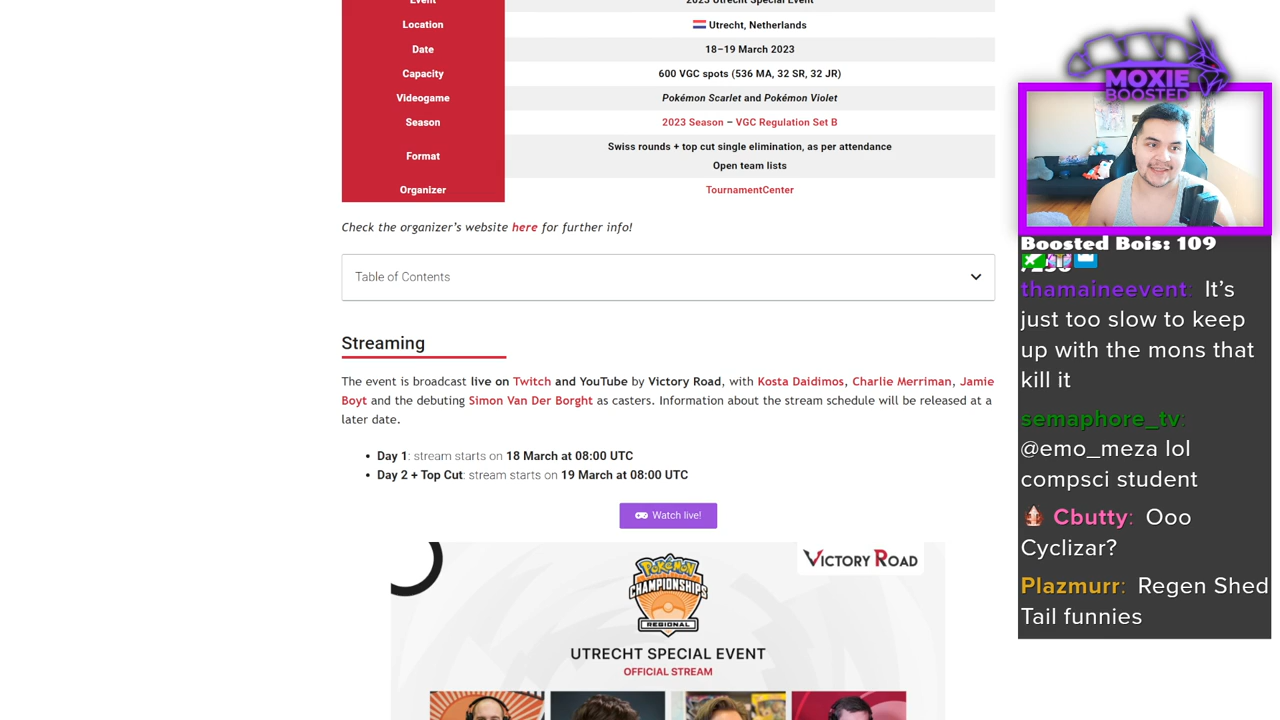 Event 2023 Utrecht Special Event
Location Utrecht, Netherlands
Date 18–19 March 2023
Capacity 600 VGC spots (536 MA, 32 SR, 32 JR)
Videogame Pokémon Scarlet and Pokémon Violet
Season 2023 Season – VGC Regulation Set B
Format Swiss rounds + top cut single elimination, as per attendance
Open team lists
Organizer TournamentCenter
Check the organizer's website here for further info!
Table of Contents
Streaming
The event is broadcast live on Twitch and YouTube by Victory Road, with Kosta Daidimos, Charlie Merriman, Jamie
Boyt and the debuting Simon Van Der Borght as casters. Information about the stream schedule will be released at a
later date.
• Day 1: stream starts on 18 March at 08:00 UTC
• Day 2 + Top Cut: stream starts on 19 March at 08:00 UTC
Watch live!
VICTORY ROAD
POKÉMON
CHAMPIONSHIPS
REGIONAL
UTRECHT SPECIAL EVENT
OFFICIAL STREAM
MOXIE
BOOSTED
Boosted Bois: 109
thamaineevent: It's
just too slow to keep
up with the mons that
kill it
semaphore_tv:
@emo_meza lol
compsci student
Cbutty: Ooo
Cyclizar?
Plazmurr: Regen Shed
Tail funnies